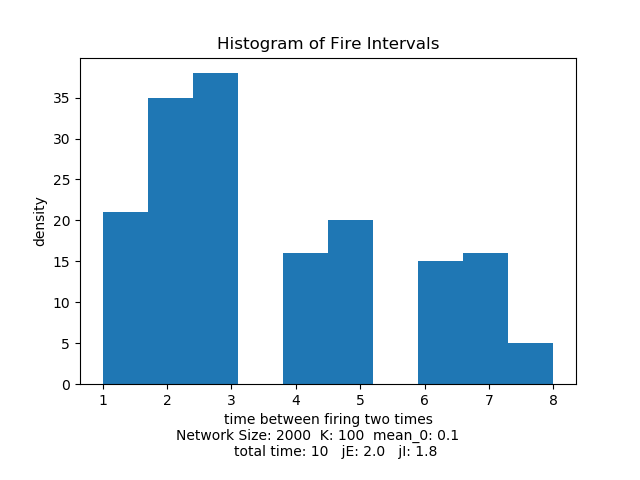 Histogram of Fire Intervals
35
30
25
20
15
10
5
0
density
1 2 3 4 5 6 7 8
time between firing two times
Network Size: 2000 K: 100 mean_0: 0.1
total time: 10 jE: 2.0 jI: 1.8